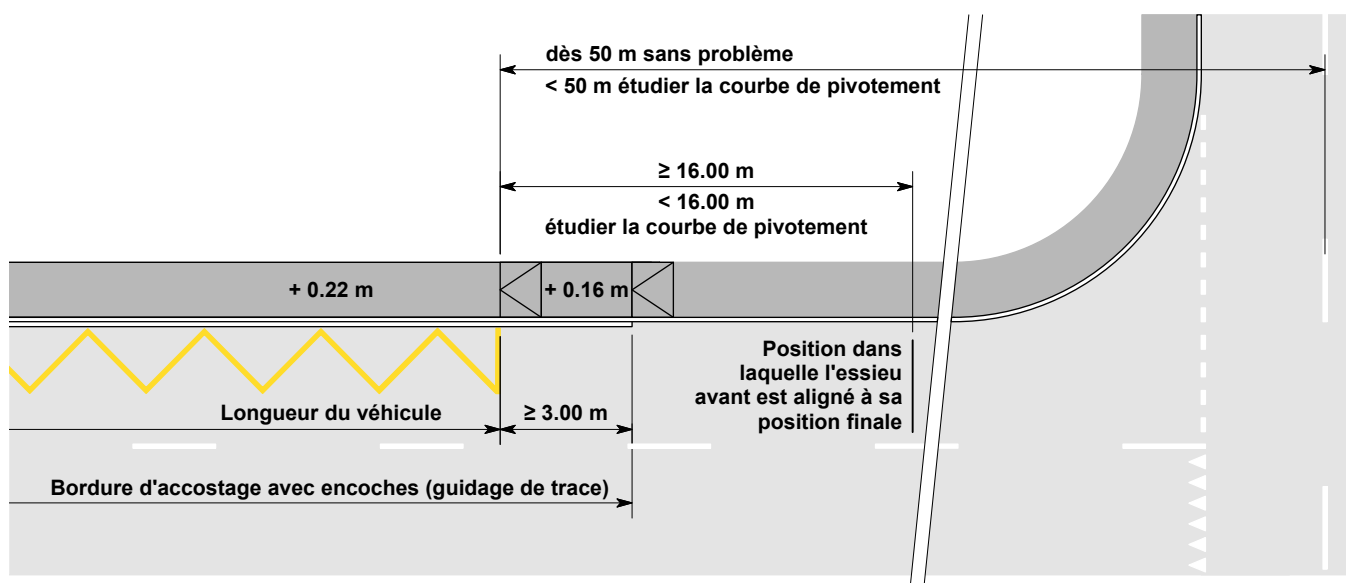 dès 50 m sans problème
< 50 m étudier la courbe de pivotement
≥ 16.00 m
< 16.00 m
étudier la courbe de pivotement
+ 0.22 m
+ 0.16 m
Position dans
laquelle l'essieu
avant est aligné à sa
position finale
Longueur du véhicule
≥ 3.00 m
Bordure d'accostage avec encoches (guidage de trace)